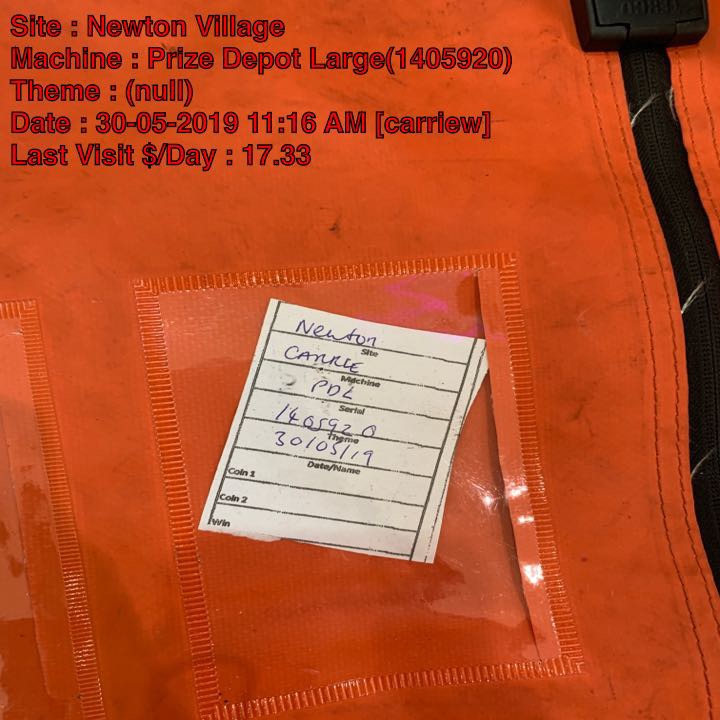 Site : Newton Village
Machine : Prize Depot Large(1405920)
Theme : (null)
Date : 30-05-2019 11:16 AM [carriew]
Last Visit $/Day : 17.33
Newton
Site
CARRIE
Machine
PDL
Serial
1405920
Theme
30/05/19
Date/Name
Coin 1
Coin 2
Win